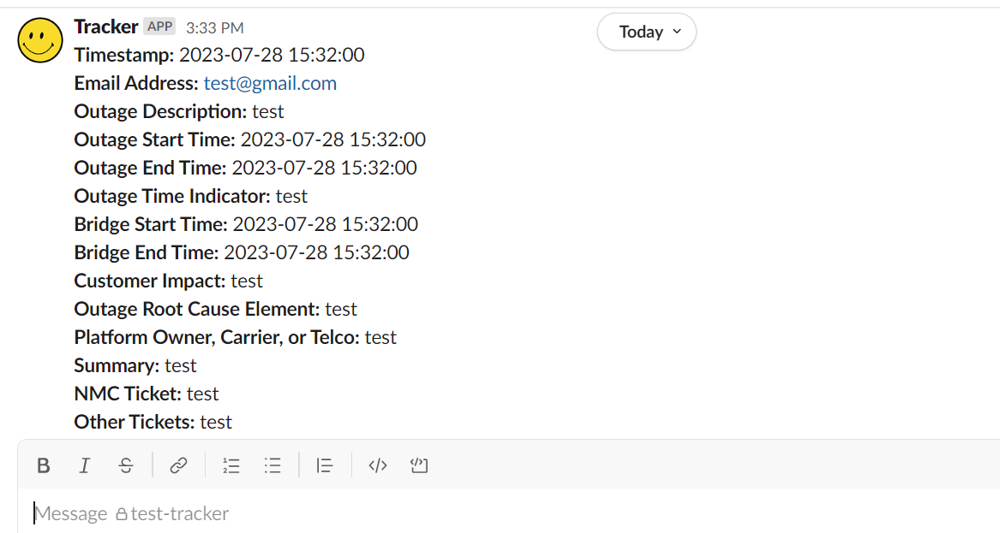 Tracker APP 3:33 PM
Today
Timestamp: 2023-07-28 15:32:00
Email Address: test@gmail.com
Outage Description: test
Outage Start Time: 2023-07-28 15:32:00
Outage End Time: 2023-07-28 15:32:00
Outage Time Indicator: test
Bridge Start Time: 2023-07-28 15:32:00
Bridge End Time: 2023-07-28 15:32:00
Customer Impact: test
Outage Root Cause Element: test
Platform Owner, Carrier, or Telco: test
Summary: test
NMC Ticket: test
Other Tickets: test
Message test-tracker